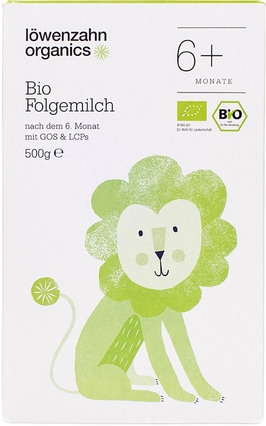 löwenzahn
organics
6+
MONATE
Bio
Folgemilch
nach dem 6. Monat
mit GOS & LCPs
500g ℮
Bio